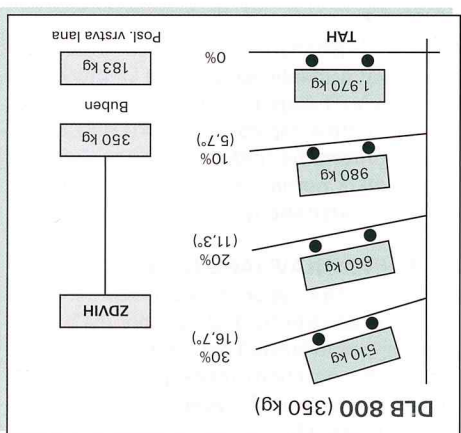 DLB 800 (350 kg)
510 kg
30%
(16,7°)
660 kg
20%
(11,3°)
980 kg
10%
(5,7°)
1.970 kg
0%
TAH
ZDVIH
350 kg
Buben
183 kg
Posl. vrstva lana